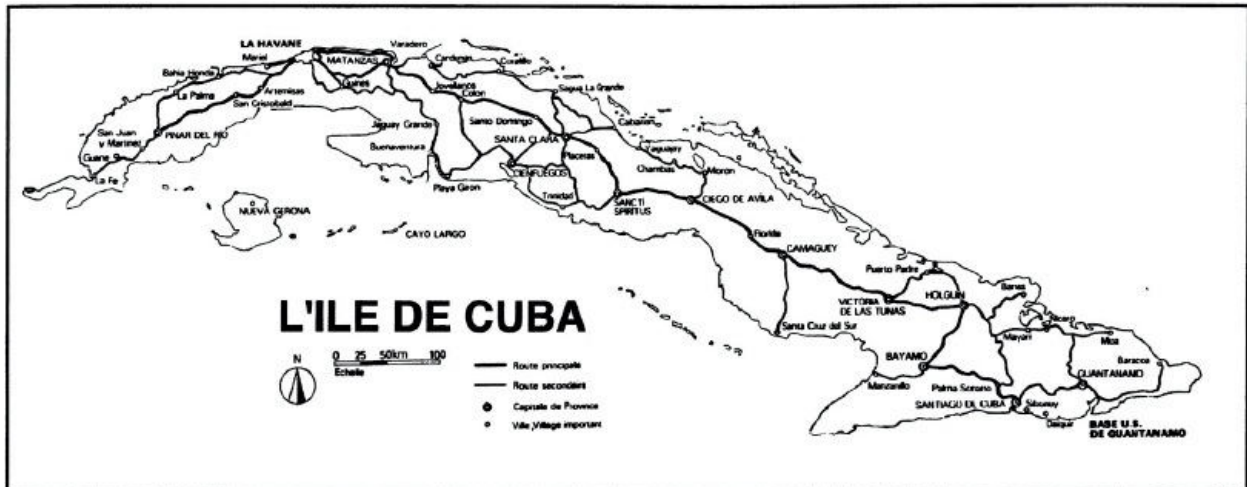 LA HAVANE
Mariel
Bahia Honda
La Palma
Artemisas
San Cristobald
PINAR DEL RIO
San Juan
y Martinez
Guane
La Fe
NUEVA GERONA
MATANZAS
Varadero
Cardenas
Corallilo
Guines
Jovellanos
Colon
Sagua La Grande
Santo Domingo
Jaguay Grande
SANTA CLARA
Caibarien
Buenaventura
Placetas
Yaguajay
CIENFUEGOS
Chambas
Moron
Playa Giron
Trinidad
SANCTI
SPIRITUS
CIEGO DE AVILA
CAYO LARGO
Florida
CAMAGUEY
Puerto Padre
Banes
VICTORIA
DE LAS TUNAS
HOLGUIN
Nicaro
Mayari
Moa
Santa Cruz del Sur
BAYAMO
Baracoa
Manzanillo
Palma Soriano
GUANTANAMO
SANTIAGO DE CUBA
Siboney
Daiquiri
BASE U.S.
DE GUANTANAMO
L'ILE DE CUBA
N
0 25 50km 100
Echelle
Route principale
Route secondaire
Capitale de Province
Ville, Village important